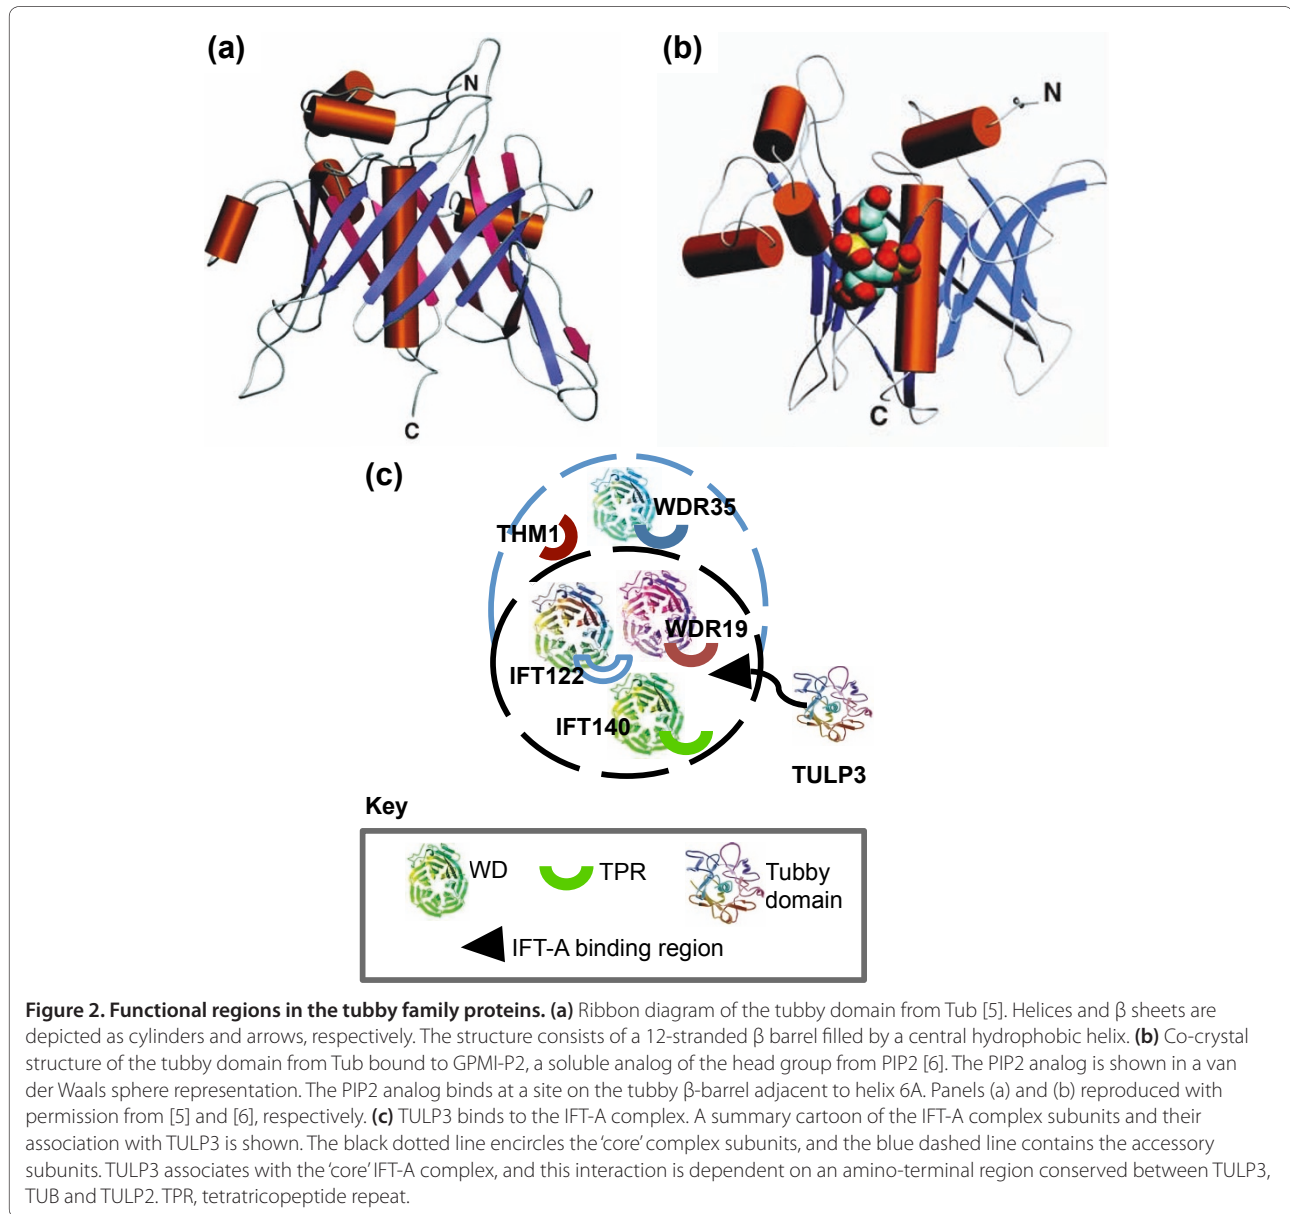 (a)
N
C
(b)
N
C
(c)
WDR35
THM1
WDR19
IFT122
IFT140
TULP3
Key
WD
TPR
Tubby
domain
IFT-A binding region
Figure 2. Functional regions in the tubby family proteins. (a) Ribbon diagram of the tubby domain from Tub [5]. Helices and β sheets are
depicted as cylinders and arrows, respectively. The structure consists of a 12-stranded β barrel filled by a central hydrophobic helix. (b) Co-crystal
structure of the tubby domain from Tub bound to GPMI-P2, a soluble analog of the head group from PIP2 [6]. The PIP2 analog is shown in a van
der Waals sphere representation. The PIP2 analog binds at a site on the tubby β-barrel adjacent to helix 6A. Panels (a) and (b) reproduced with
permission from [5] and [6], respectively. (c) TULP3 binds to the IFT-A complex. A summary cartoon of the IFT-A complex subunits and their
association with TULP3 is shown. The black dotted line encircles the ‘core’ complex subunits, and the blue dashed line contains the accessory
subunits. TULP3 associates with the ‘core’ IFT-A complex, and this interaction is dependent on an amino-terminal region conserved between TULP3,
TUB and TULP2. TPR, tetratricopeptide repeat.